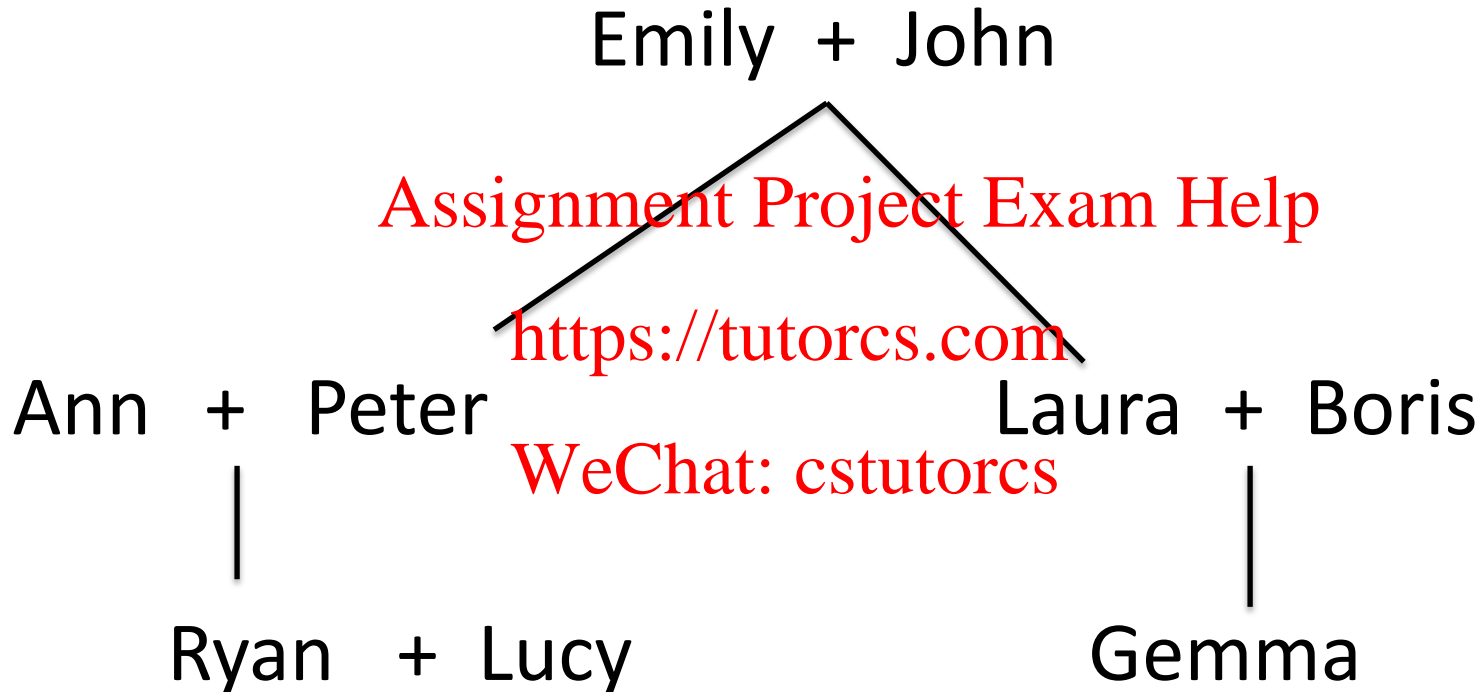 Emily + John
Assignment Project Exam Help
https://tutorcs.com
Ann + Peter
Laura + Boris
WeChat: cstutorcs
Ryan + Lucy
Gemma